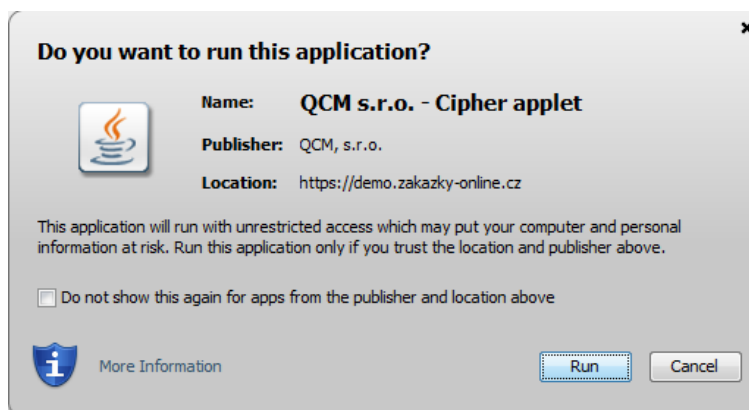 Do you want to run this application?
Name: QCM s.r.o. - Cipher applet
Publisher: QCM, s.r.o.
Location: https://demo.zakazky-online.cz
This application will run with unrestricted access which may put your computer and personal
information at risk. Run this application only if you trust the location and publisher above.
Do not show this again for apps from the publisher and location above
More Information
Run
Cancel